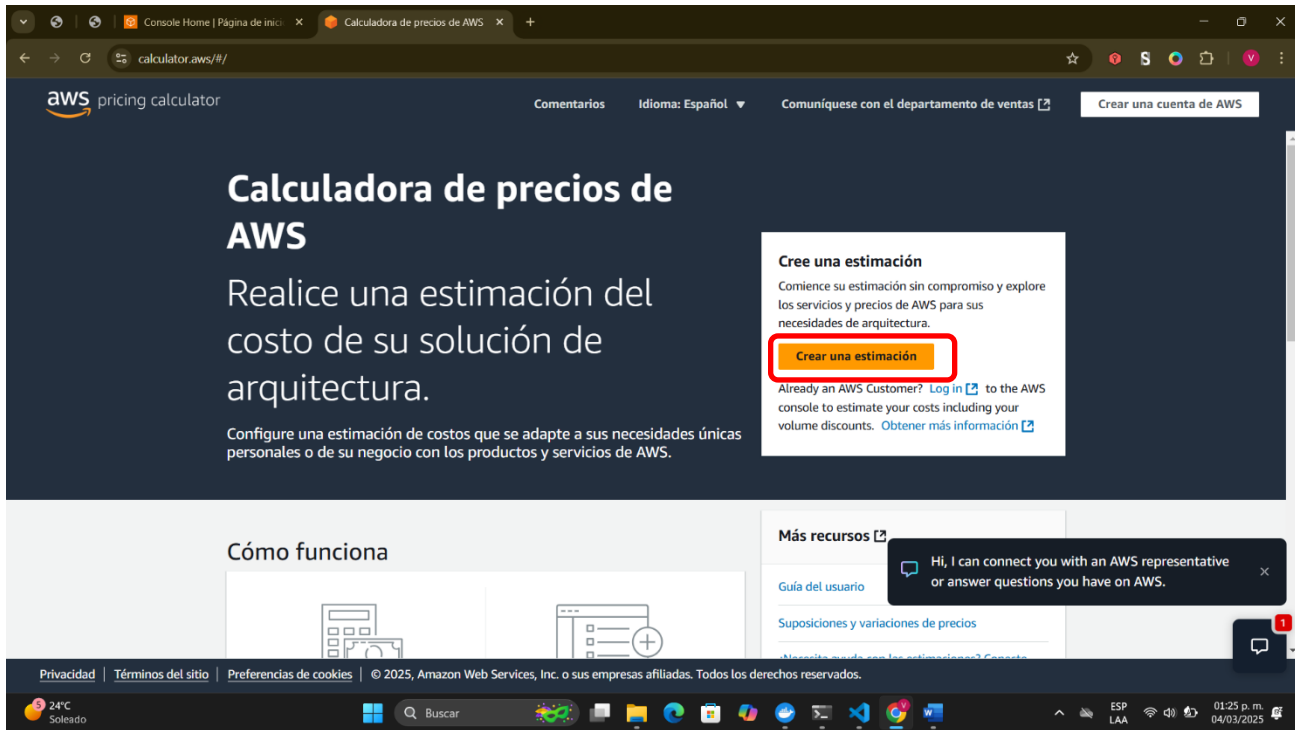 Console Home | Página de inici
Calculadora de precios de AWS
calculator.aws/#/
V
aws pricing calculator
Comentarios
Idioma: Español
Comuníquese con el departamento de ventas
Crear una cuenta de AWS
Calculadora de precios de
AWS
Realice una estimación del
costo de su solución de
arquitectura.
Configure una estimación de costos que se adapte a sus necesidades únicas
personales o de su negocio con los productos y servicios de AWS.
Cree una estimación
Comience su estimación sin compromiso y explore
los servicios y precios de AWS para sus
necesidades de arquitectura.
Crear una estimación
Already an AWS Customer? Log in to the AWS
console to estimate your costs including your
volume discounts. Obtener más información
Cómo funciona
Más recursos
Guía del usuario
Suposiciones y variaciones de precios
¿Necesita ayuda con las estimaciones? Conecte
Hi, I can connect you with an AWS representative
or answer questions you have on AWS.
1
Privacidad | Términos del sitio | Preferencias de cookies | © 2025, Amazon Web Services, Inc. o sus empresas afiliadas. Todos los derechos reservados.
5
24°C
Soleado
Buscar
ESP
LAA
01:25 p. m.
04/03/2025